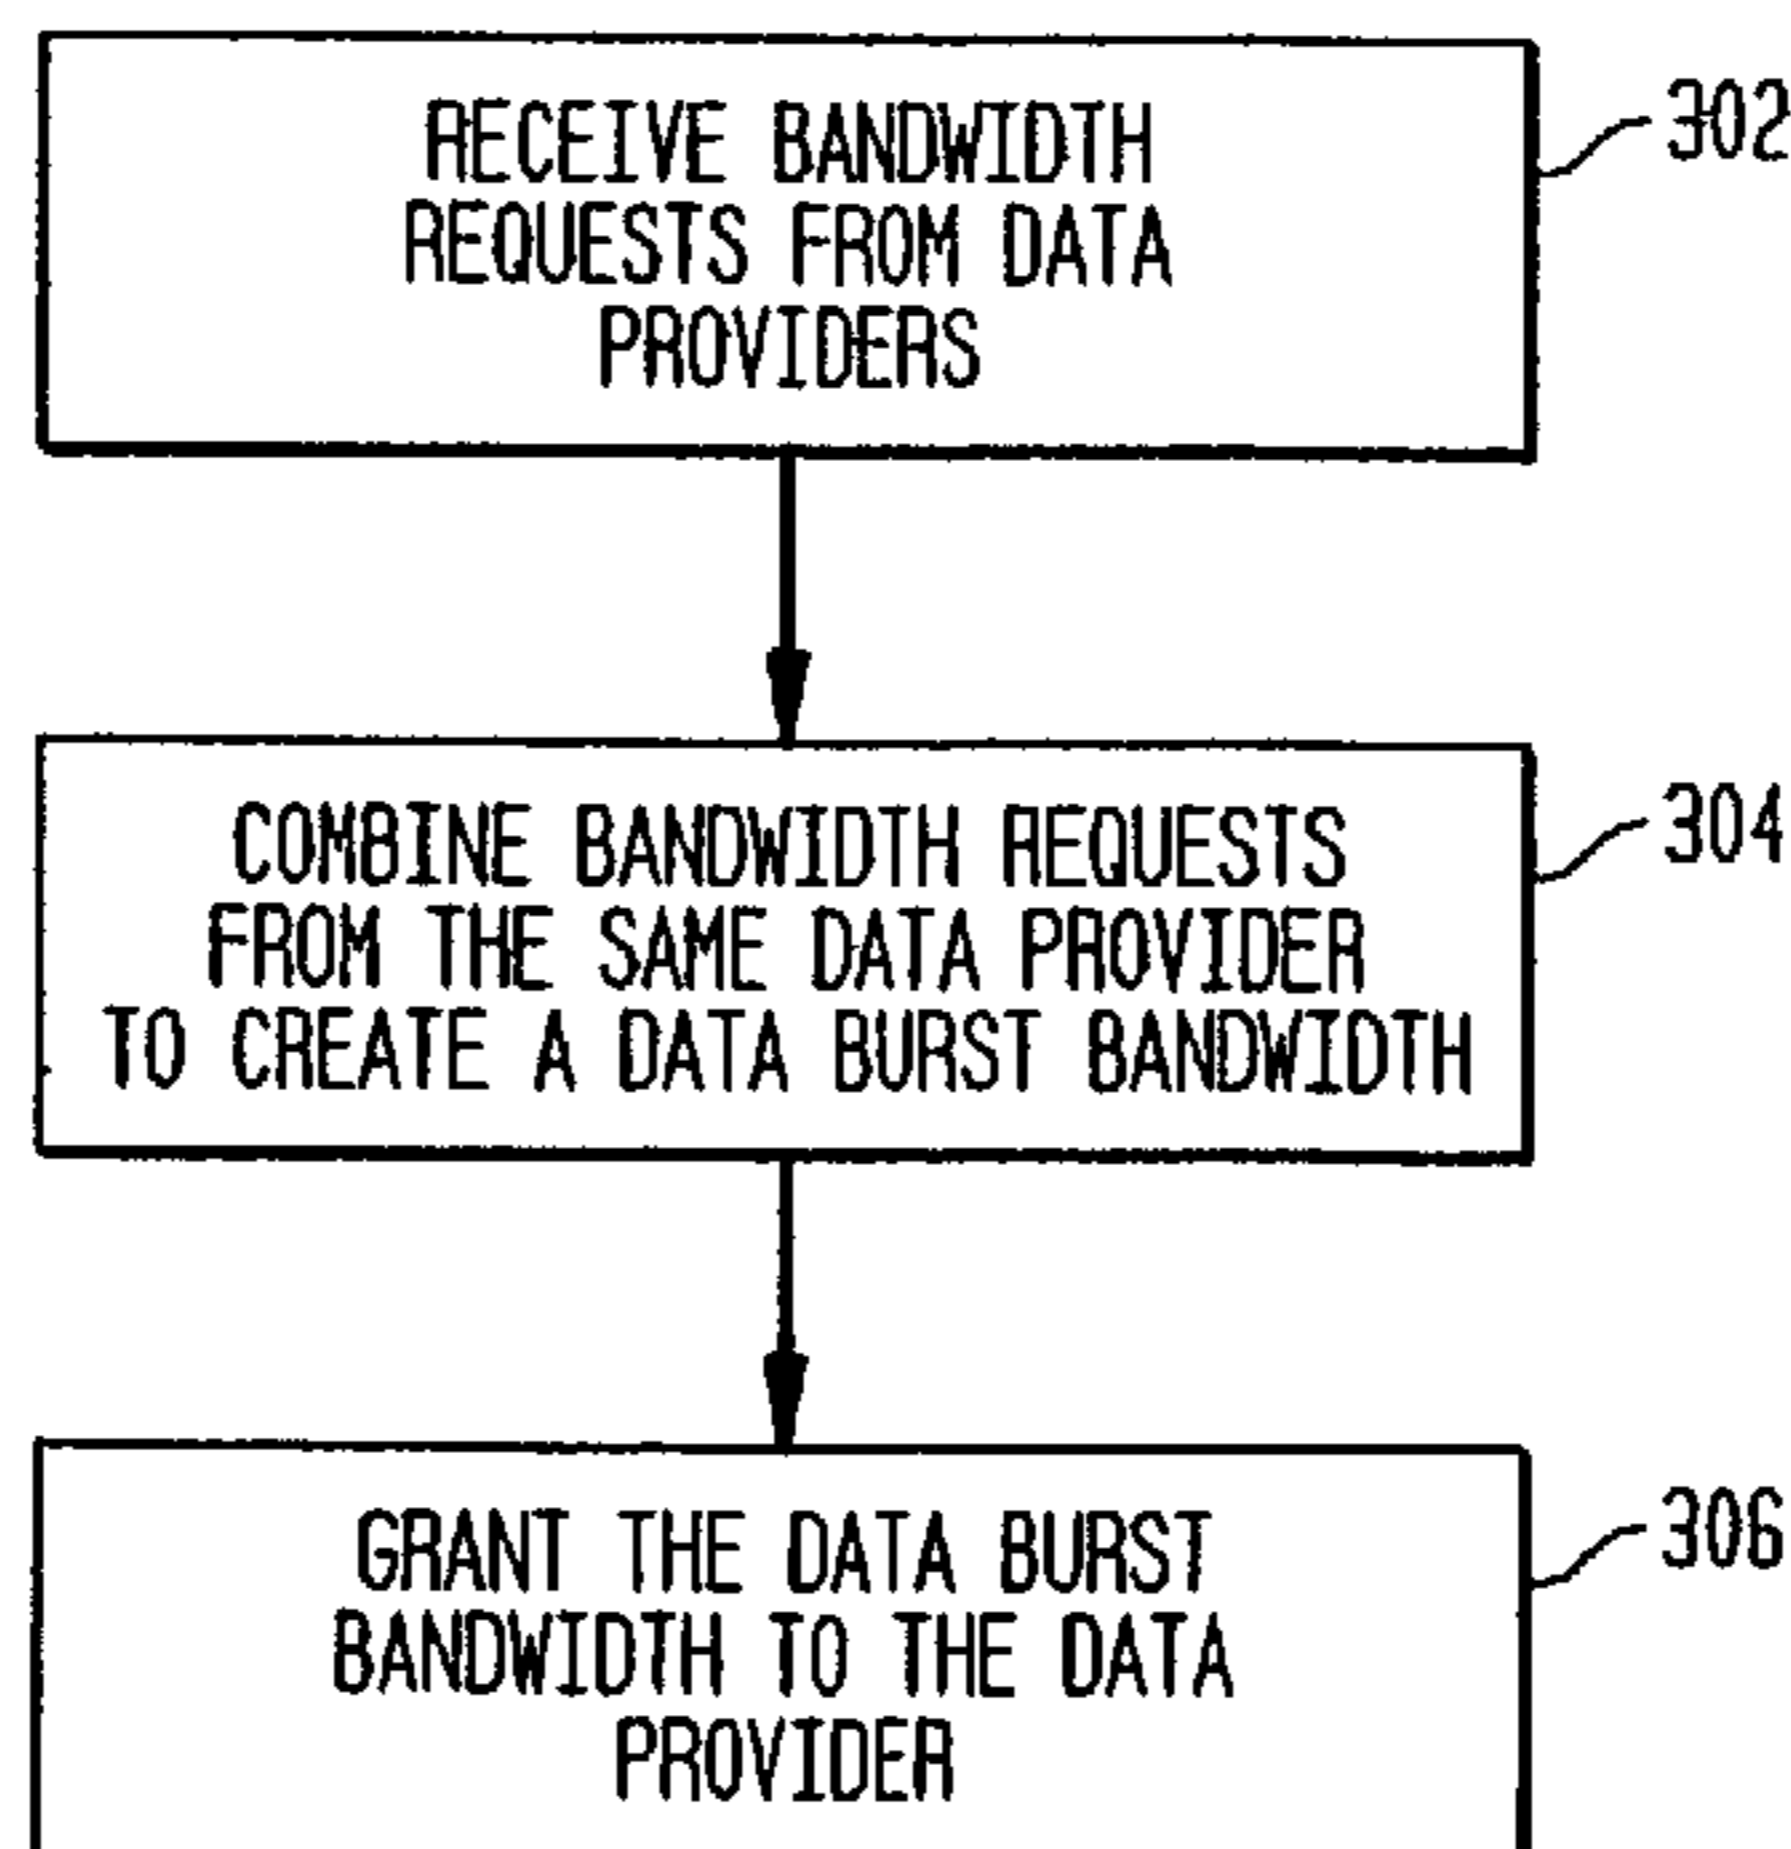 RECEIVE BANDWIDTH
REQUESTS FROM DATA
PROVIDERS
302
COMBINE BANDWIDTH REQUESTS
FROM THE SAME DATA PROVIDER
TO CREATE A DATA BURST BANDWIDTH
304
GRANT THE DATA BURST
BANDWIDTH TO THE DATA
PROVIDER
306